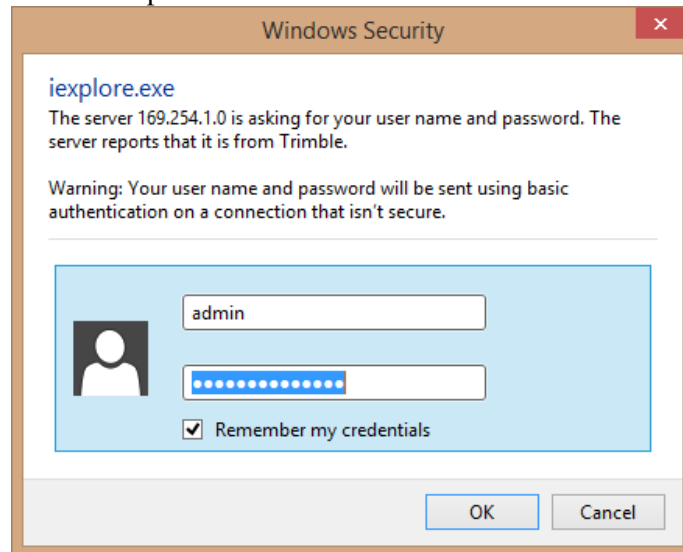 Windows Security
iexplore.exe
The server 169.254.1.0 is asking for your user name and password. The
server reports that it is from Trimble.
Warning: Your user name and password will be sent using basic
authentication on a connection that isn't secure.
admin
••••••••••••••
Remember my credentials
OK
Cancel